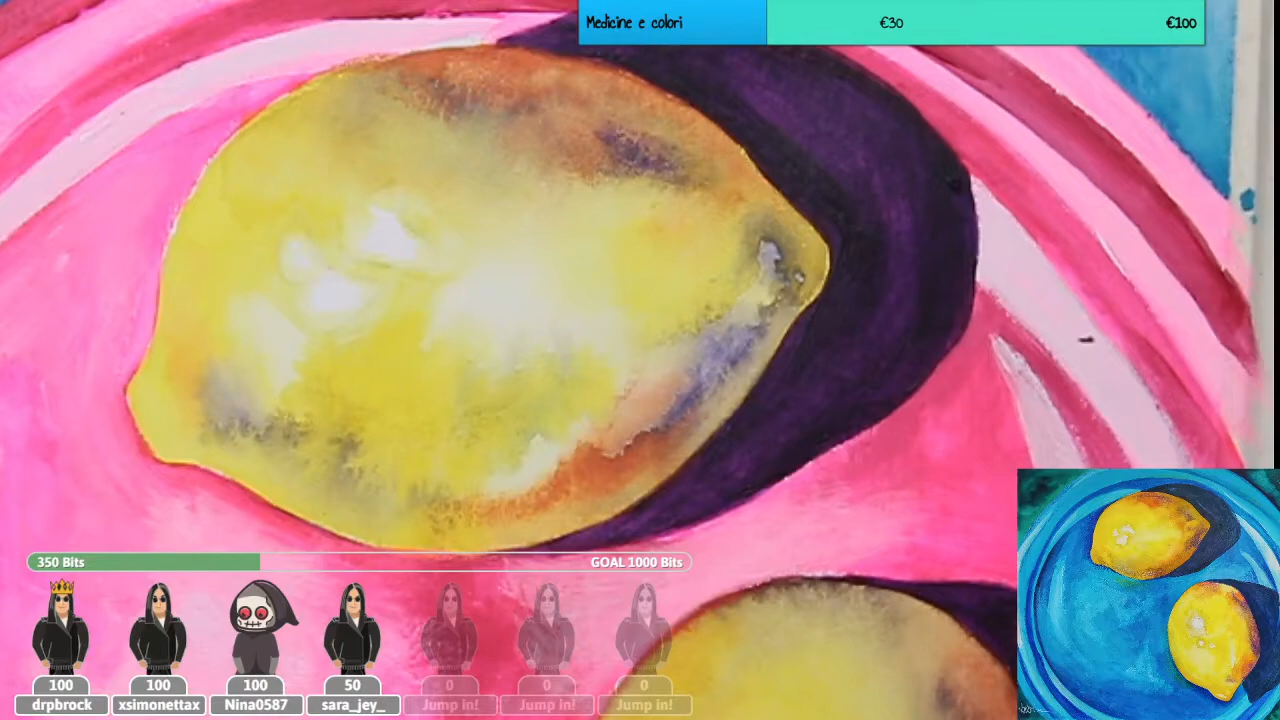 Medicine e colori €30 €100
350 Bits GOAL 1000 Bits
100 100 100 50 0 0 0
drpbrock xsimonettax Nina0587 sara_jey_ Jump in! Jump in! Jump in!